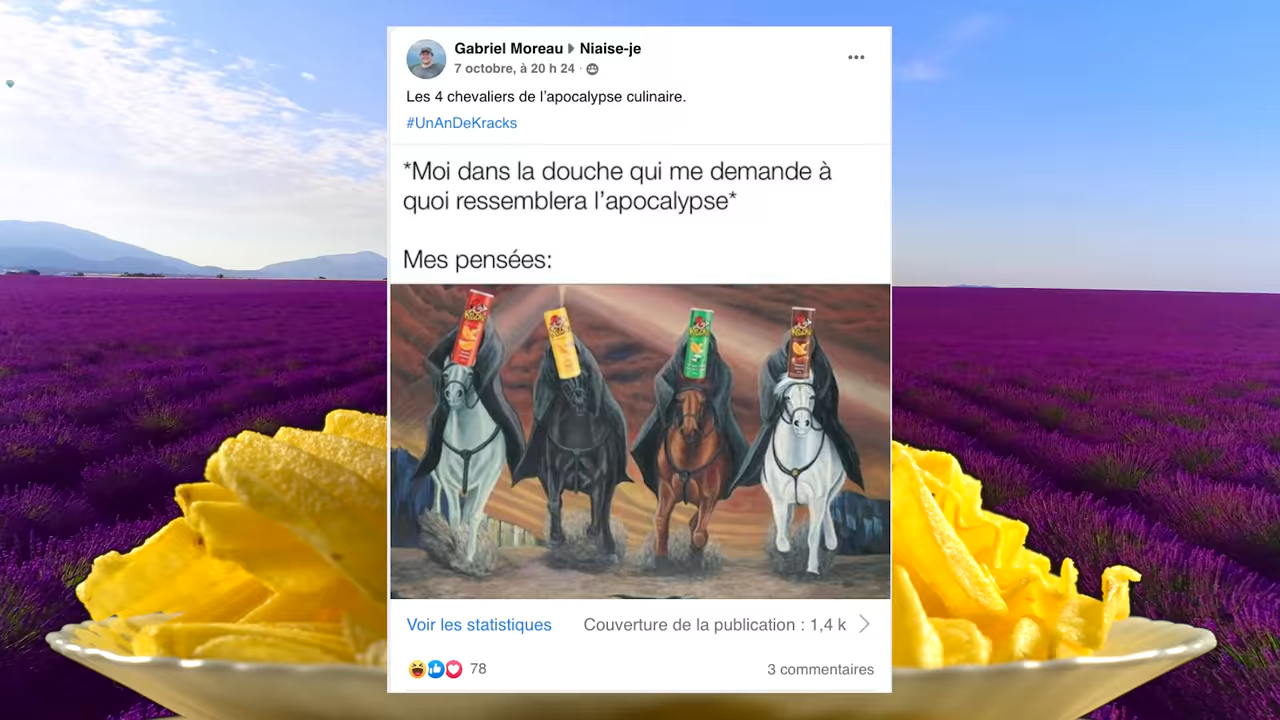 Gabriel Moreau ▸ Niaise-je
7 octobre, à 20 h 24 ·
Les 4 chevaliers de l’apocalypse culinaire.
#UnAnDeKracks
*Moi dans la douche qui me demande à
quoi ressemblera l’apocalypse*
Mes pensées:
Voir les statistiques
Couverture de la publication : 1,4 k
78
3 commentaires